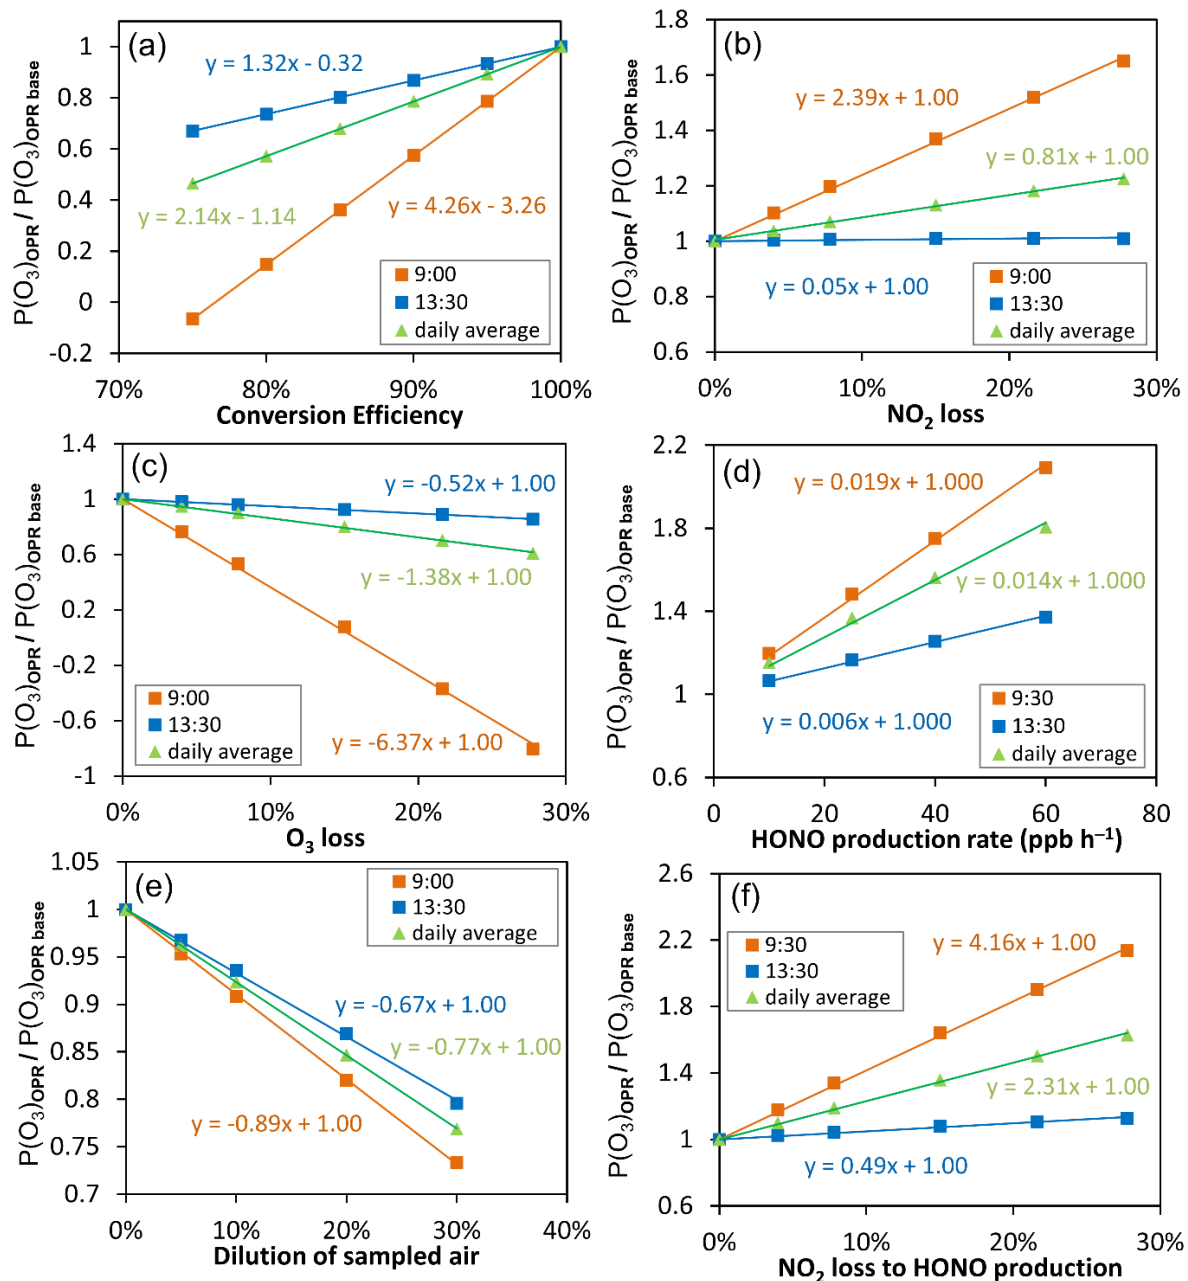 (a)
y = 1.32x - 0.32
y = 2.14x - 1.14
y = 4.26x - 3.26
9:00
13:30
daily average
P(O₃)OPR / P(O₃)OPR base
1
0.8
0.6
0.4
0.2
0
-0.2
70%
80%
90%
100%
Conversion Efficiency
(b)
y = 2.39x + 1.00
y = 0.81x + 1.00
y = 0.05x + 1.00
9:00
13:30
daily average
P(O₃)OPR / P(O₃)OPR base
1.8
1.6
1.4
1.2
1
0.8
0.6
0%
10%
20%
30%
NO₂ loss
(c)
y = -0.52x + 1.00
y = -1.38x + 1.00
y = -6.37x + 1.00
9:00
13:30
daily average
P(O₃)OPR / P(O₃)OPR base
1.4
1
0.6
0.2
-0.2
-0.6
-1
0%
10%
20%
30%
O₃ loss
(d)
y = 0.019x + 1.000
y = 0.014x + 1.000
y = 0.006x + 1.000
9:30
13:30
daily average
P(O₃)OPR / P(O₃)OPR base
2.2
1.8
1.4
1
0.6
0
20
40
60
80
HONO production rate (ppb h⁻¹)
(e)
9:00
13:30
daily average
y = -0.67x + 1.00
y = -0.77x + 1.00
y = -0.89x + 1.00
P(O₃)OPR / P(O₃)OPR base
1.05
1
0.95
0.9
0.85
0.8
0.75
0.7
0%
10%
20%
30%
40%
Dilution of sampled air
(f)
y = 4.16x + 1.00
9:30
13:30
daily average
y = 2.31x + 1.00
y = 0.49x + 1.00
P(O₃)OPR / P(O₃)OPR base
2.6
2.2
1.8
1.4
1
0.6
0%
10%
20%
30%
NO₂ loss to HONO production